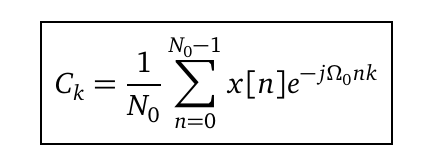 $C_k = \frac{1}{N_0} \sum_{n=0}^{N_0-1} x[n]e^{-j\Omega_0 nk}$